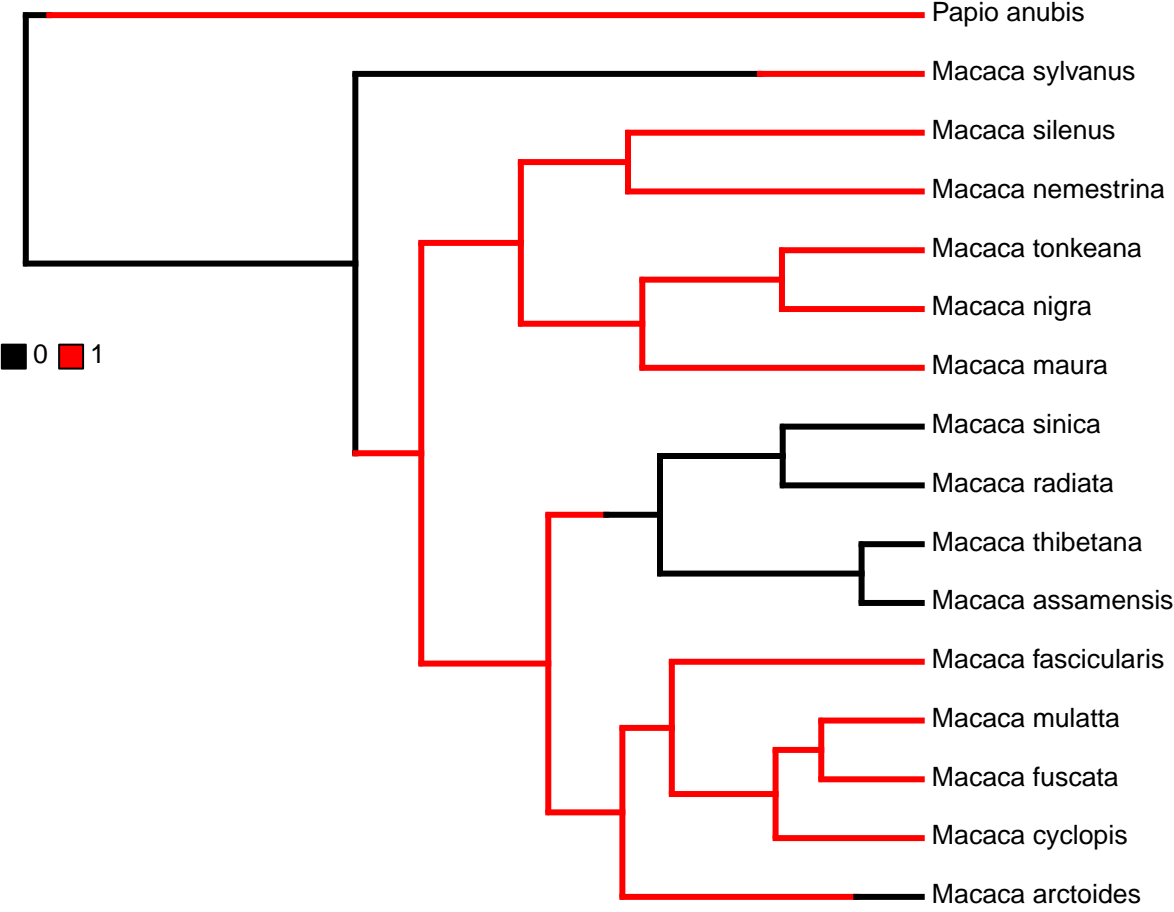 Papio anubis
Macaca sylvanus
Macaca silenus
Macaca nemestrina
Macaca tonkeana
Macaca nigra
0 1
Macaca maura
Macaca sinica
Macaca radiata
Macaca thibetana
Macaca assamensis
Macaca fascicularis
Macaca mulatta
Macaca fuscata
Macaca cyclopis
Macaca arctoides